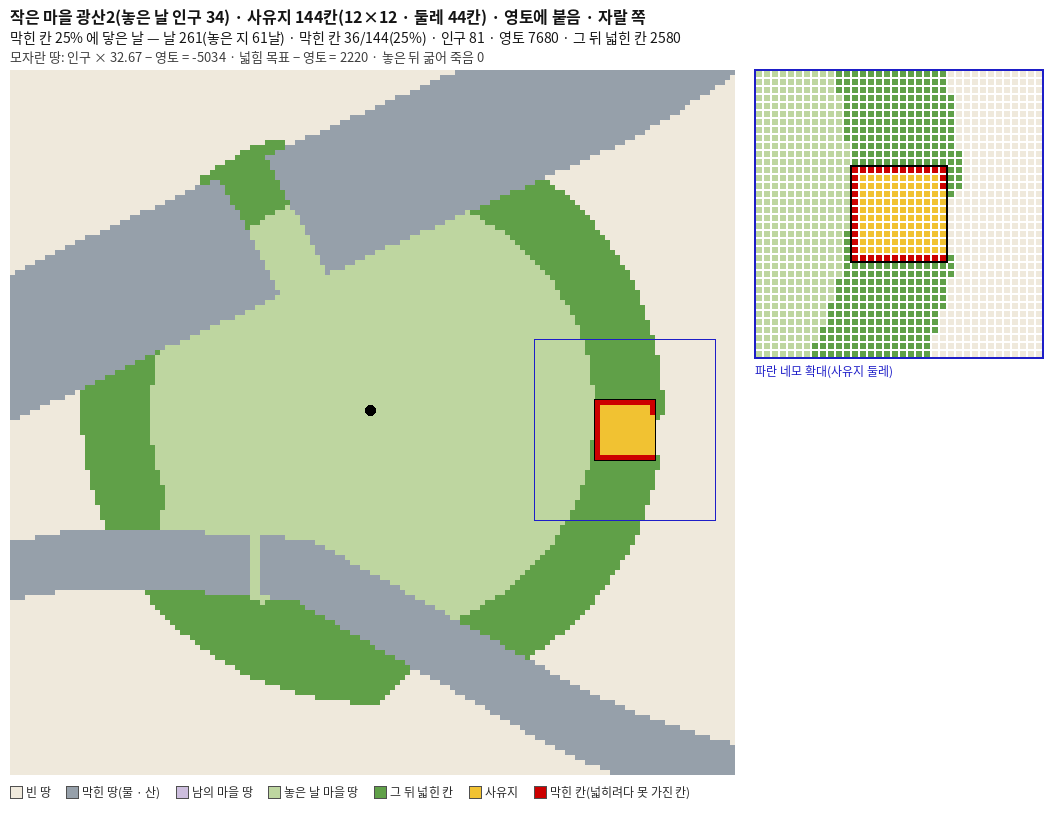 작은 마을 광산2(놓은 날 인구 34) · 사유지 144칸(12×12 · 둘레 44칸) · 영토에 붙음 · 자랄 쪽
막힌 칸 25% 에 닿은 날 — 날 261(놓은 지 61날) · 막힌 칸 36/144(25%) · 인구 81 · 영토 7680 · 그 뒤 넓힌 칸 2580
모자란 땅: 인구 × 32.67 − 영토 = -5034 · 넓힘 목표 − 영토 = 2220 · 놓은 뒤 굶어 죽음 0
파란 네모 확대(사유지 둘레)
빈 땅 막힌 땅(물 · 산) 남의 마을 땅 놓은 날 마을 땅 그 뒤 넓힌 칸 사유지 막힌 칸(넓히려다 못 가진 칸)